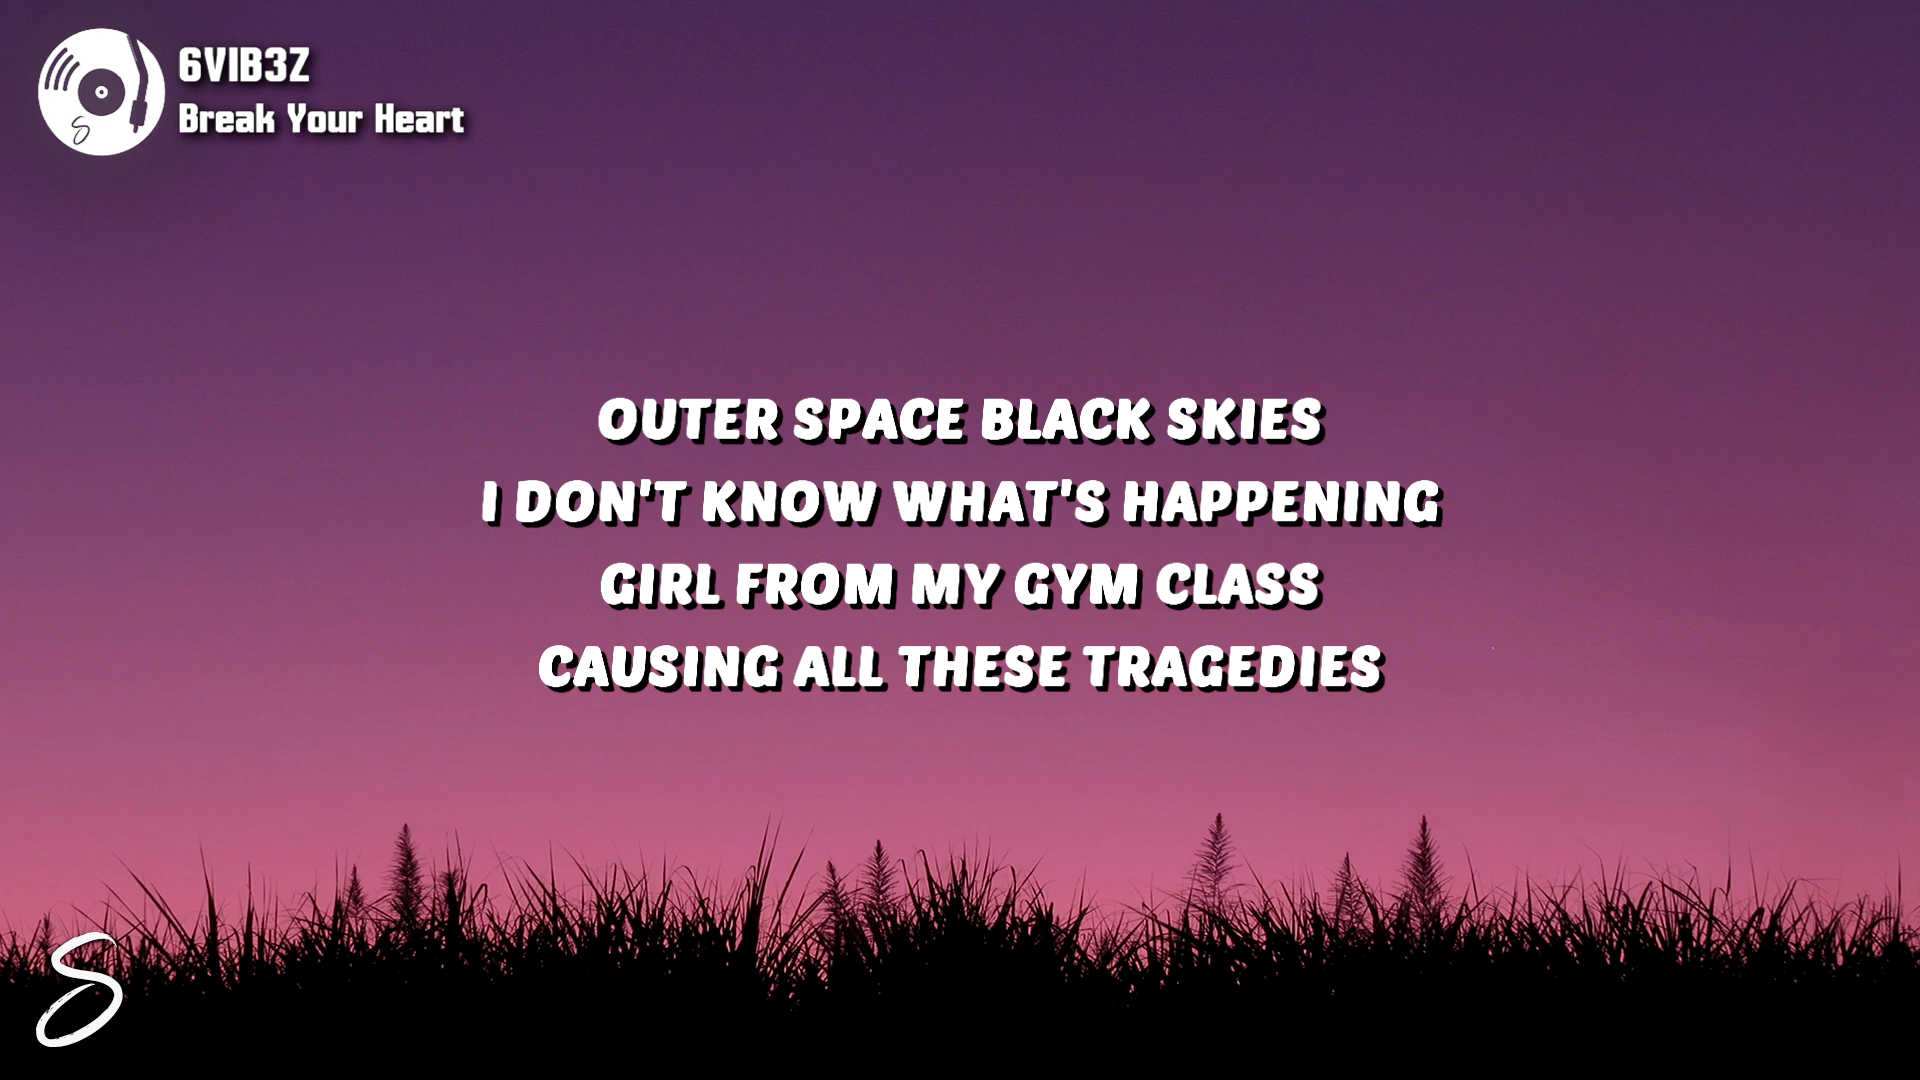 6VIB3Z
Break Your Heart
OUTER SPACE BLACK SKIES
I DON'T KNOW WHAT'S HAPPENING
GIRL FROM MY GYM CLASS
CAUSING ALL THESE TRAGEDIES
S